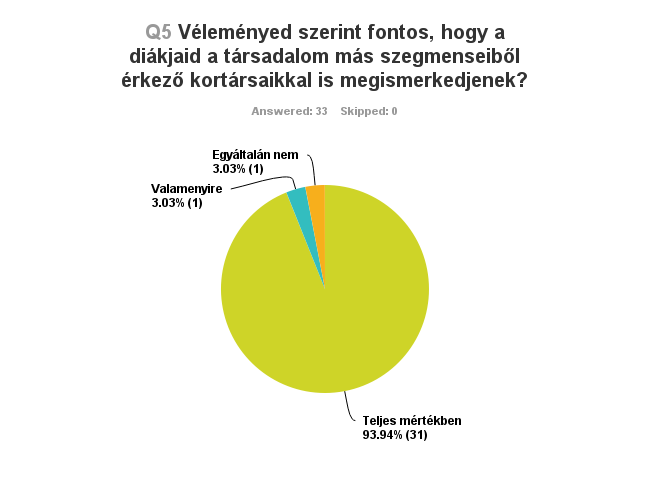 Q5 Véleményed szerint fontos, hogy a
diákjaid a társadalom más szegmenseiből
érkező kortársaikkal is megismerkedjenek?
Answered: 33 Skipped: 0
Egyáltalán nem
3.03% (1)
Valamenyire
3.03% (1)
Teljes mértékben
93.94% (31)